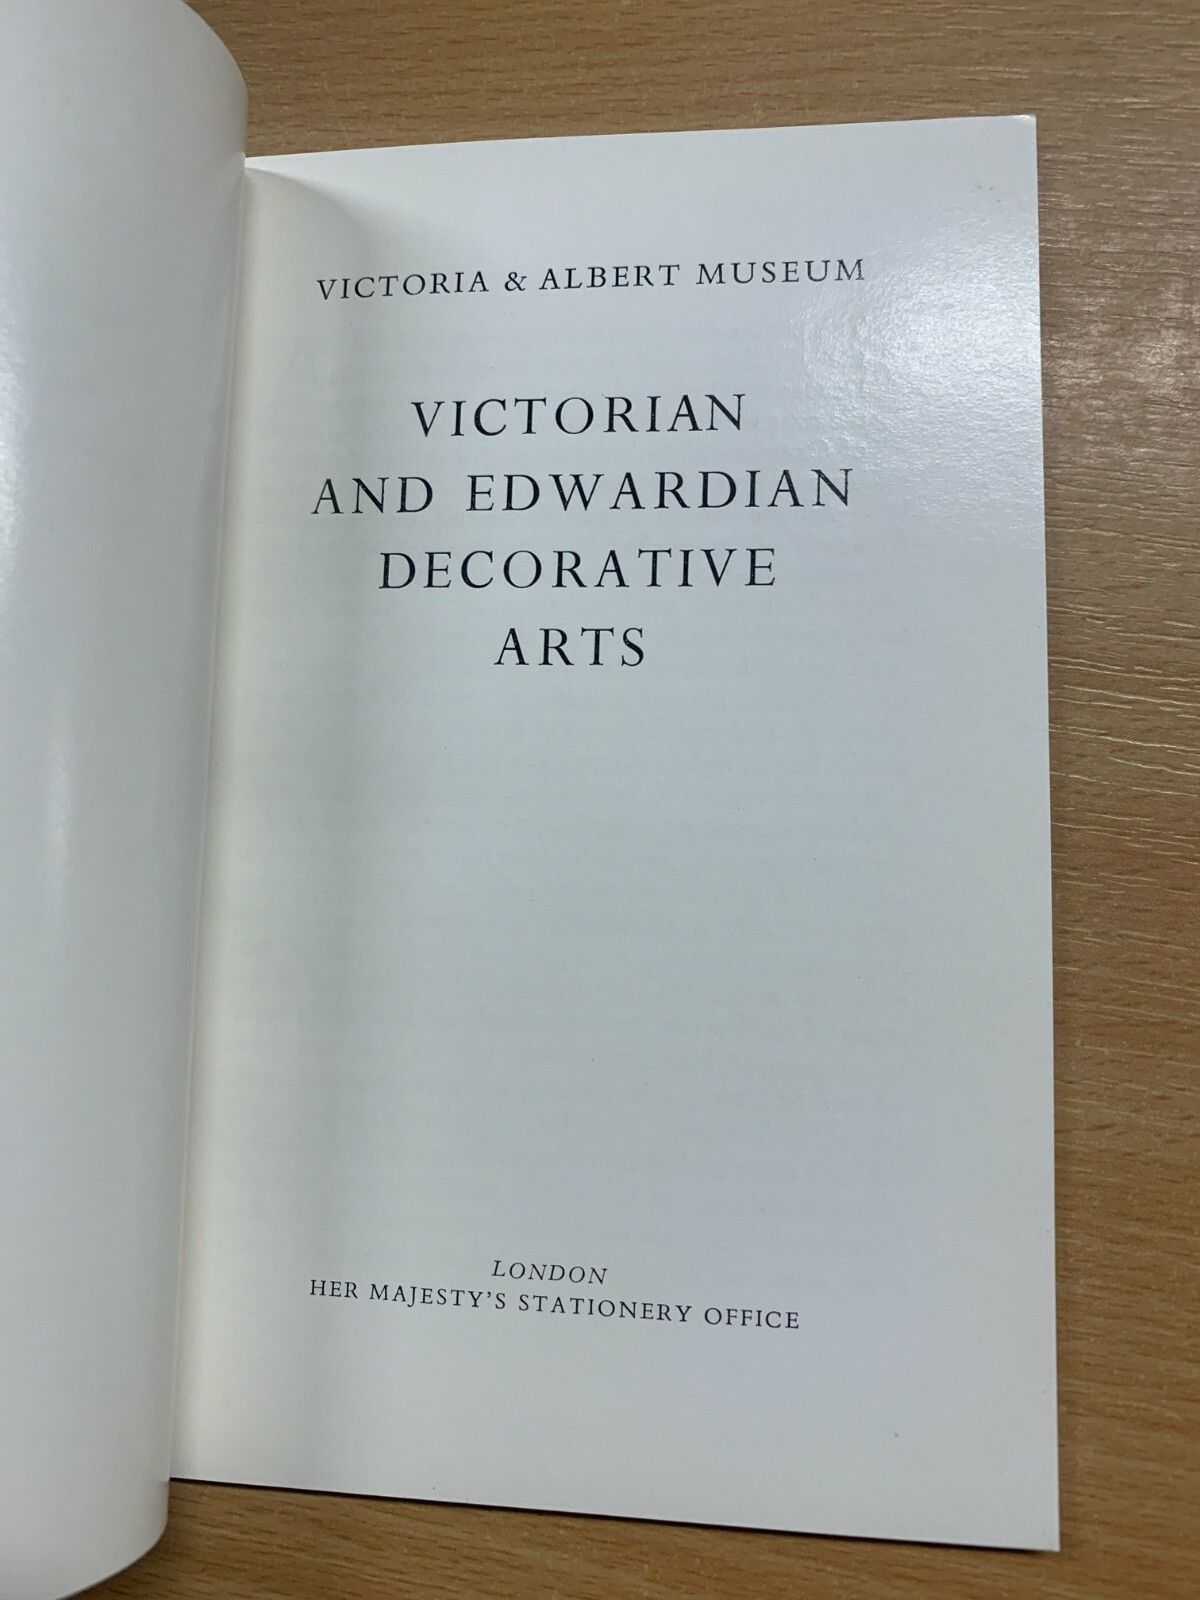 VICTORIA & ALBERT MUSEUM
VICTORIAN
AND EDWARDIAN
DECORATIVE
ARTS
LONDON
HER MAJESTY'S STATIONERY OFFICE